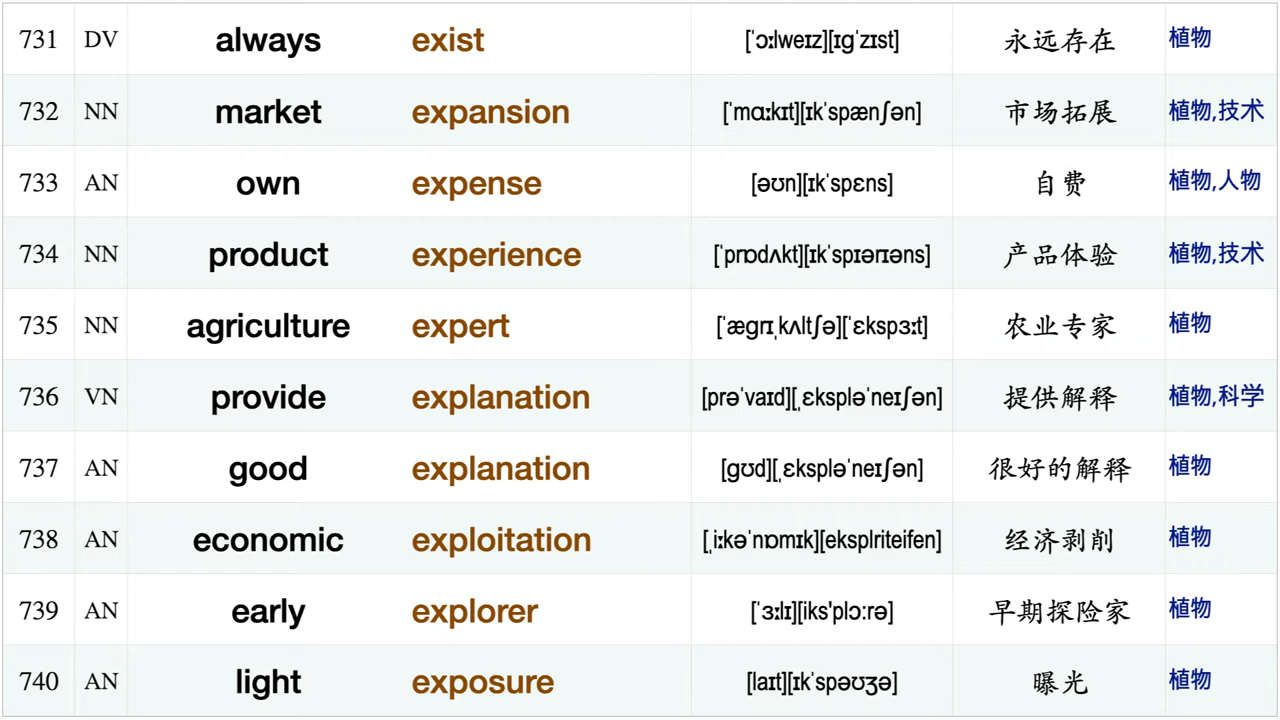 731 DV always exist [ˈɔːlweɪz][ɪɡˈzɪst] 永远存在 植物
732 NN market expansion [ˈmɑːkɪt][ɪkˈspænʃən] 市场拓展 植物,技术
733 AN own expense [əʊn][ɪkˈspɛns] 自费 植物,人物
734 NN product experience [ˈprɒdʌkt][ɪkˈspɪərɪəns] 产品体验 植物,技术
735 NN agriculture expert [ˈæɡrɪˌkʌltʃə][ˈɛkspɜːt] 农业专家 植物
736 VN provide explanation [prəˈvaɪd][ˌɛkspləˈneɪʃən] 提供解释 植物,科学
737 AN good explanation [ɡʊd][ˌɛkspləˈneɪʃən] 很好的解释 植物
738 AN economic exploitation [ˌiːkəˈnɒmɪk][eksplriteifen] 经济剥削 植物
739 AN early explorer [ˈɜːlɪ][iks'plɔ:rə] 早期探险家 植物
740 AN light exposure [laɪt][ɪkˈspəʊʒə] 曝光 植物